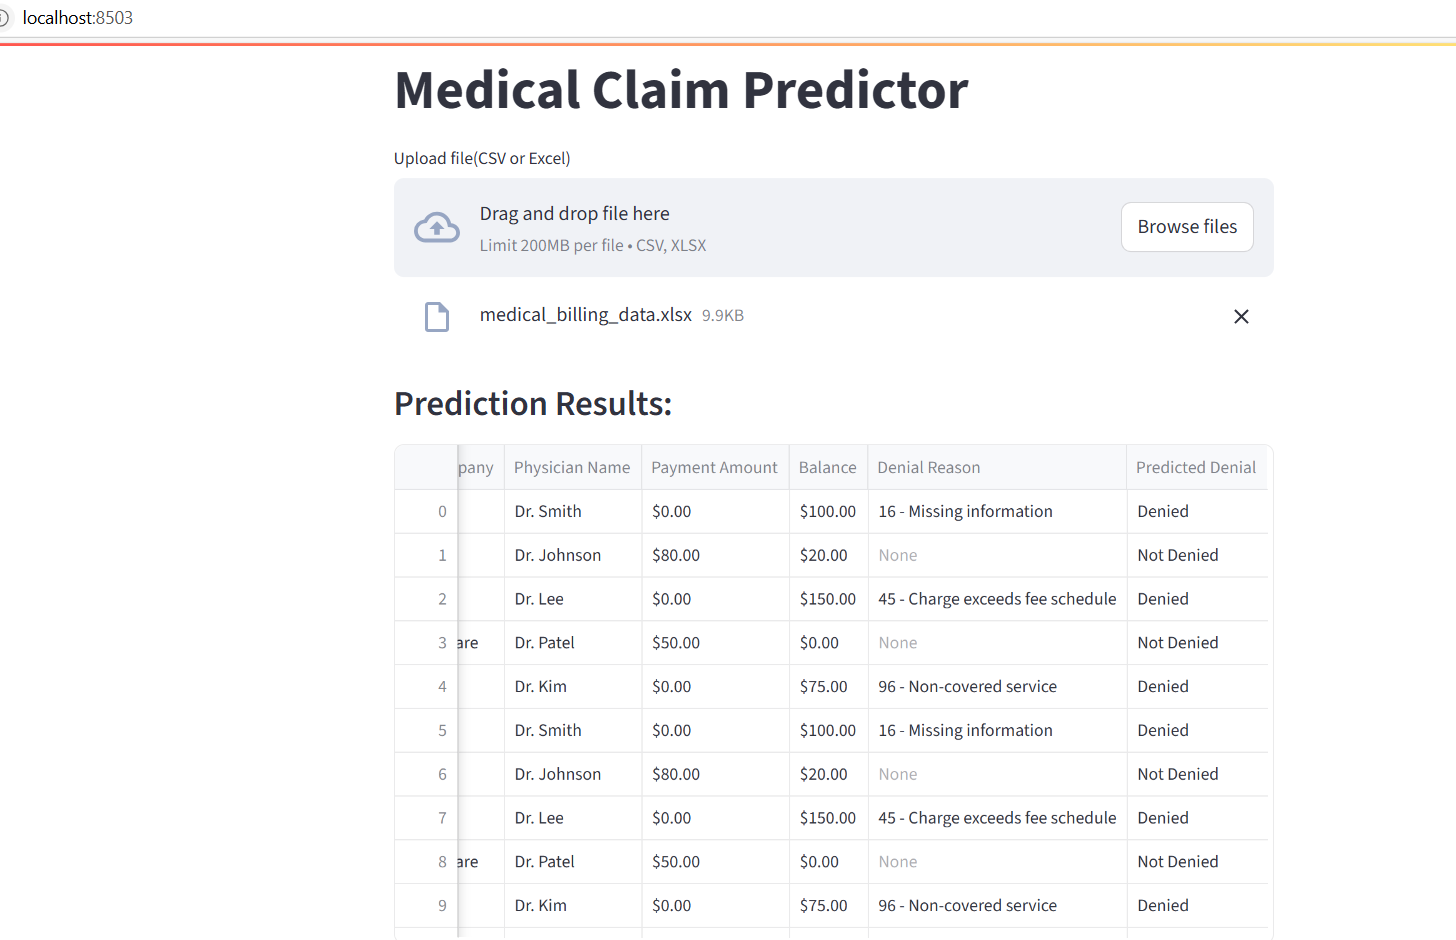 localhost:8503
Medical Claim Predictor
Upload file(CSV or Excel)
Drag and drop file here
Limit 200MB per file • CSV, XLSX
Browse files
medical_billing_data.xlsx 9.9KB
Prediction Results:
pany Physician Name Payment Amount Balance Denial Reason Predicted Denial
0 Dr. Smith $0.00 $100.00 16 - Missing information Denied
1 Dr. Johnson $80.00 $20.00 None Not Denied
2 Dr. Lee $0.00 $150.00 45 - Charge exceeds fee schedule Denied
3 are Dr. Patel $50.00 $0.00 None Not Denied
4 Dr. Kim $0.00 $75.00 96 - Non-covered service Denied
5 Dr. Smith $0.00 $100.00 16 - Missing information Denied
6 Dr. Johnson $80.00 $20.00 None Not Denied
7 Dr. Lee $0.00 $150.00 45 - Charge exceeds fee schedule Denied
8 are Dr. Patel $50.00 $0.00 None Not Denied
9 Dr. Kim $0.00 $75.00 96 - Non-covered service Denied